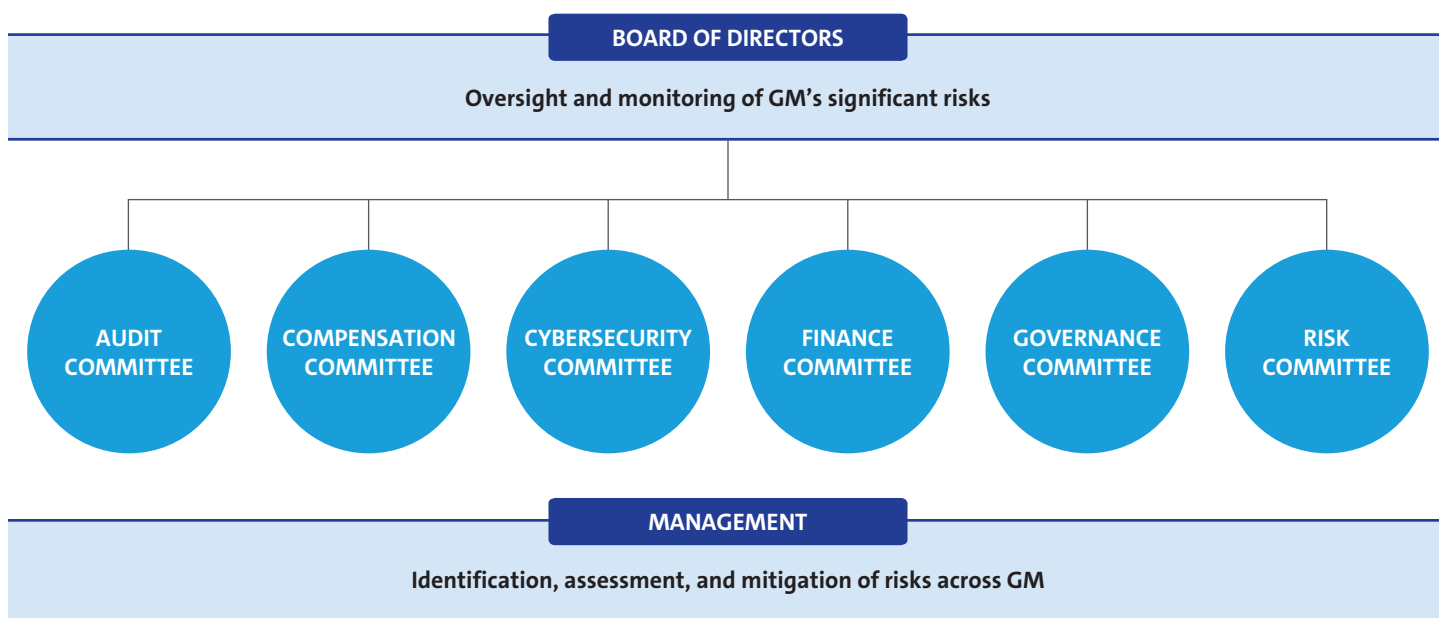 BOARD OF DIRECTORS
Oversight and monitoring of GM’s significant risks
AUDIT
COMMITTEE
COMPENSATION
COMMITTEE
CYBERSECURITY
COMMITTEE
FINANCE
COMMITTEE
GOVERNANCE
COMMITTEE
RISK
COMMITTEE
MANAGEMENT
Identification, assessment, and mitigation of risks across GM